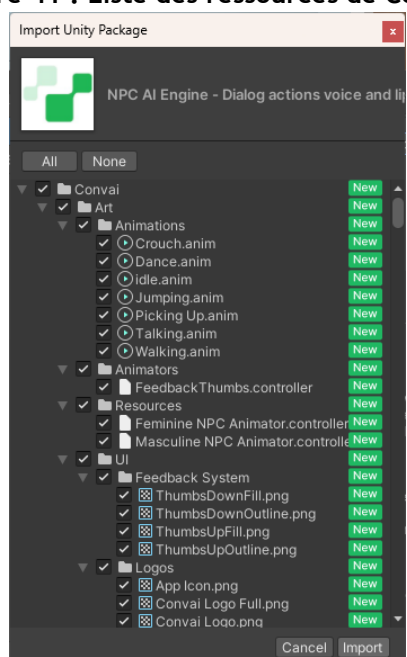 Import Unity Package
x
NPC AI Engine - Dialog actions voice and li
All None
Convai New
Art New
Animations New
Crouch.anim New
Dance.anim New
idle.anim New
Jumping.anim New
Picking Up.anim New
Talking.anim New
Walking.anim New
Animators New
FeedbackThumbs.controller New
Resources New
Feminine NPC Animator.controller New
Masculine NPC Animator.controlle New
UI New
Feedback System New
ThumbsDownFill.png New
ThumbsDownOutline.png New
ThumbsUpFill.png New
ThumbsUpOutline.png New
Logos New
App Icon.png New
Convai Logo Full.png New
Convai Logo.png New
Cancel Import